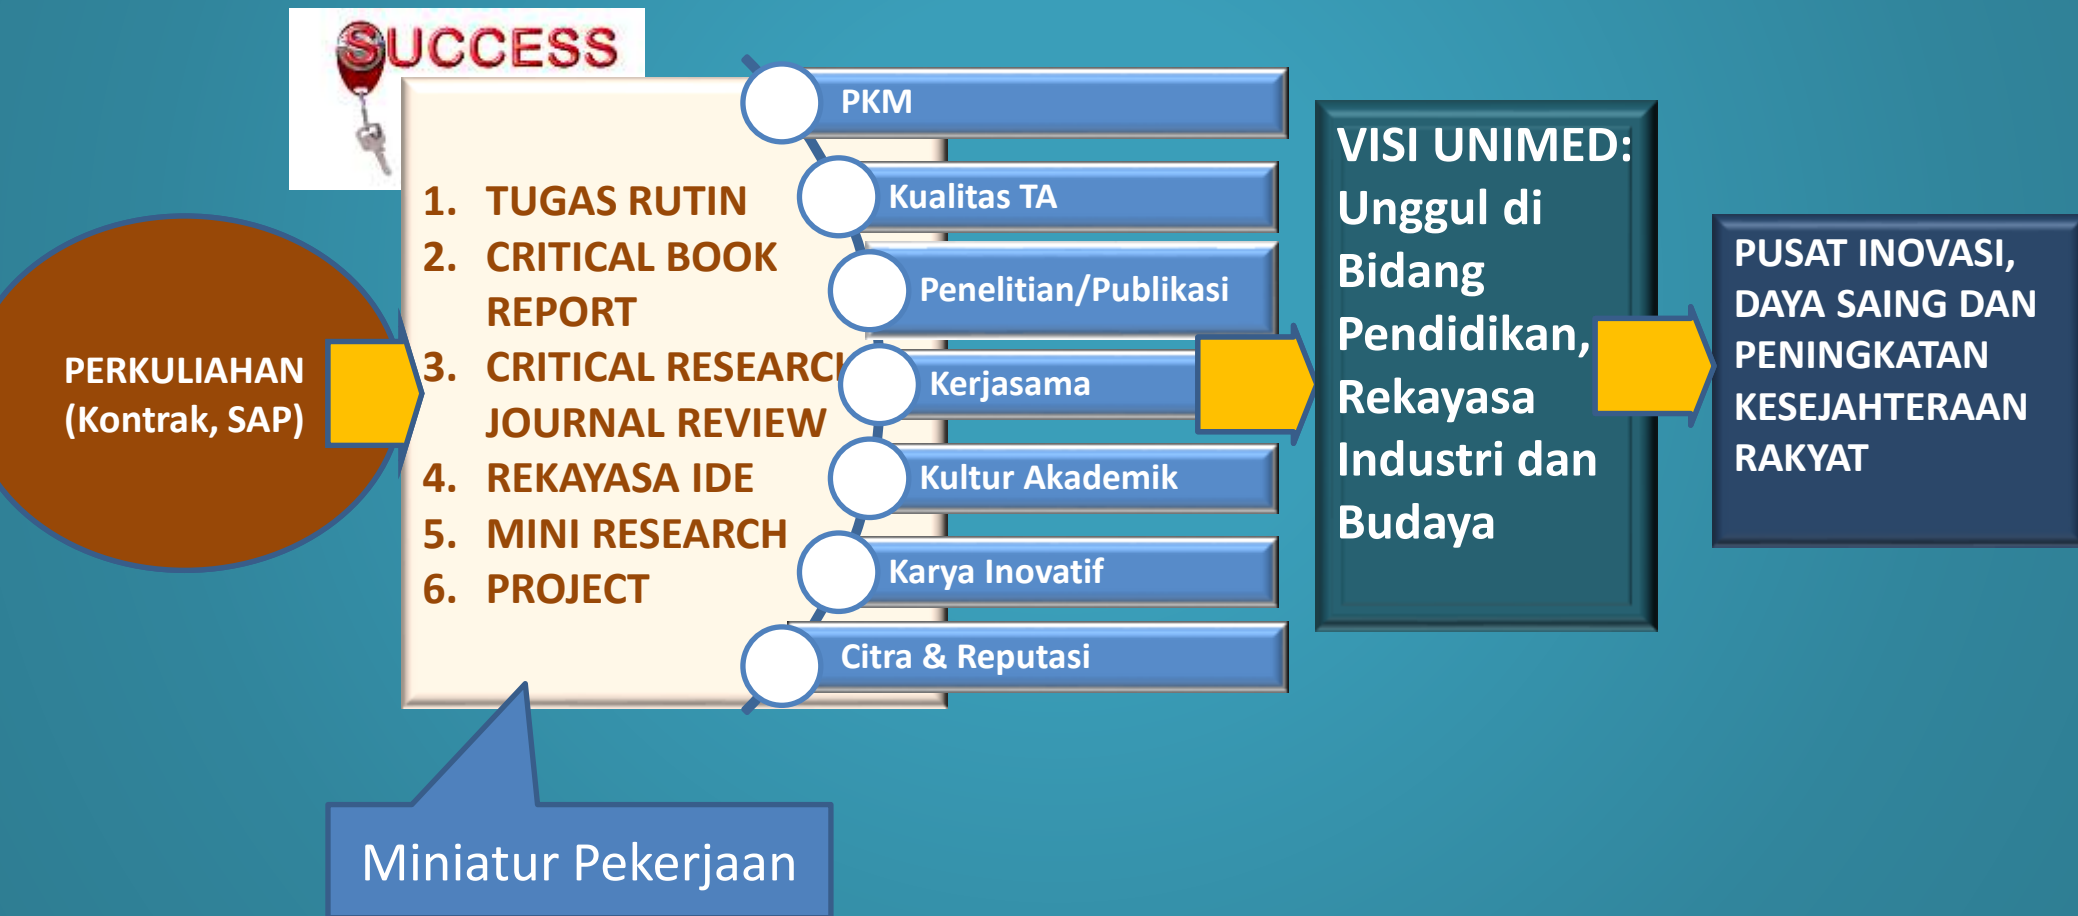 SUCCESS
PERKULIAHAN
(Kontrak, SAP)
1. TUGAS RUTIN
2. CRITICAL BOOK
REPORT
3. CRITICAL RESEARCH
JOURNAL REVIEW
4. REKAYASA IDE
5. MINI RESEARCH
6. PROJECT
PKM
Kualitas TA
Penelitian/Publikasi
Kerjasama
Kultur Akademik
Karya Inovatif
Citra & Reputasi
VISI UNIMED:
Unggul di
Bidang
Pendidikan,
Rekayasa
Industri dan
Budaya
PUSAT INOVASI,
DAYA SAING DAN
PENINGKATAN
KESEJAHTERAAN
RAKYAT
Miniatur Pekerjaan